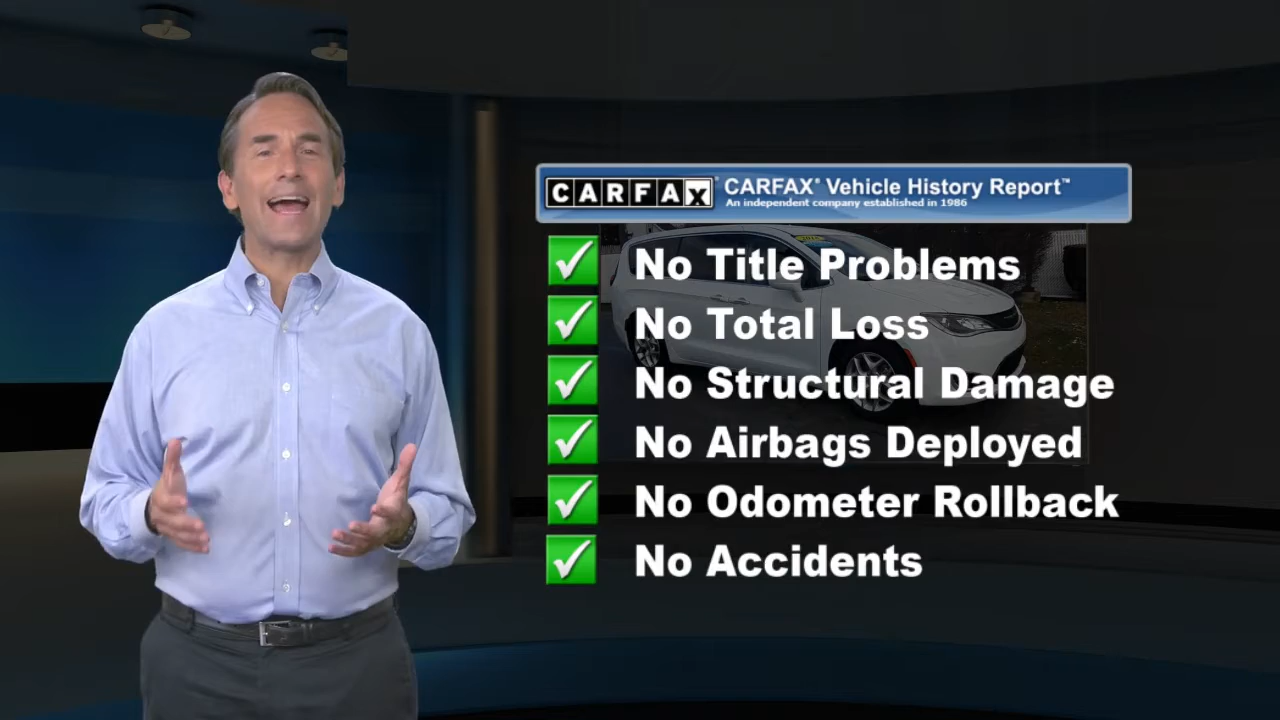 CARFAX
CARFAX® Vehicle History Report™
An independent company established in 1986
No Title Problems
No Total Loss
No Structural Damage
No Airbags Deployed
No Odometer Rollback
No Accidents